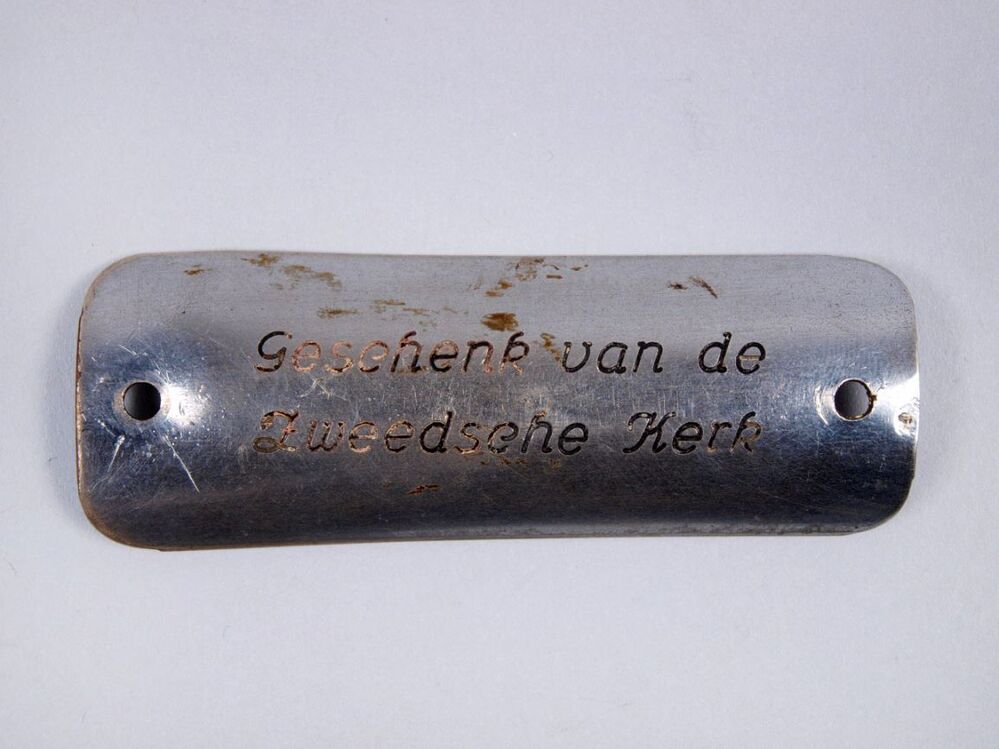 Geschenk van de
Zweedsche Kerk